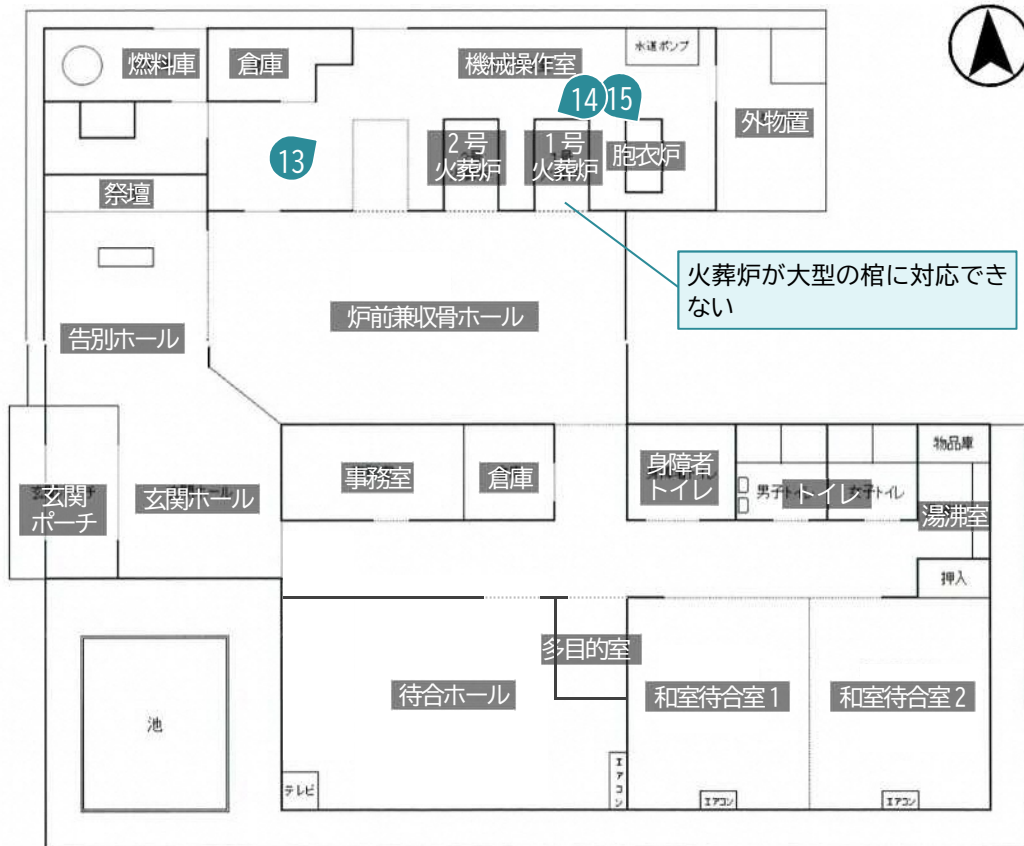 燃料庫
倉庫
機械操作室
水道ポンプ
14
15
外物置
13
2号
火葬炉
1号
火葬炉
胞衣炉
祭壇
火葬炉が大型の棺に対応でき
ない
炉前兼収骨ホール
告別ホール
物品庫
事務室
倉庫
身障者
トイレ
男子トイ
トイレ
女子トイレ
玄関
ポーチ
玄関ホール
湯沸室
押入
多目的室
待合ホール
和室待合室1
和室待合室2
池
テレビ
エアコン
エアコン
エアコン